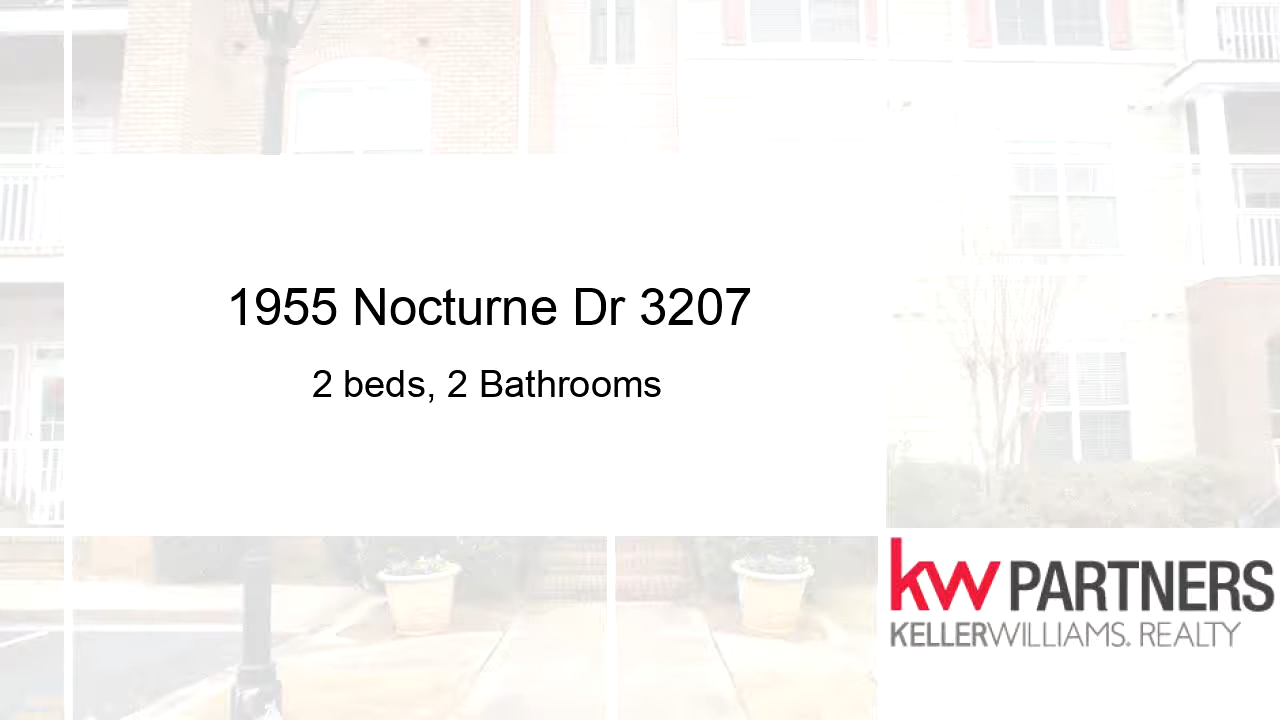 1955 Nocturne Dr 3207
2 beds, 2 Bathrooms
kw PARTNERS
KELLERWILLIAMS. REALTY